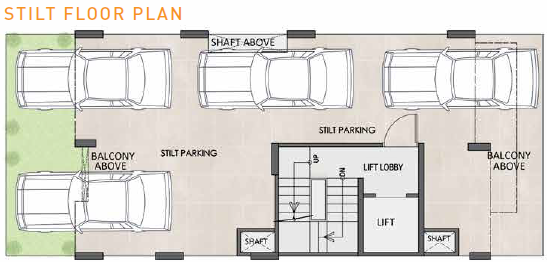 STILT FLOOR PLAN
SHAFT ABOVE
STILT PARKING
BALCONY
ABOVE
STILT PARKING
UP
DN
LIFT LOBBY
BALCONY
ABOVE
LIFT
SHAFT
SHAFT